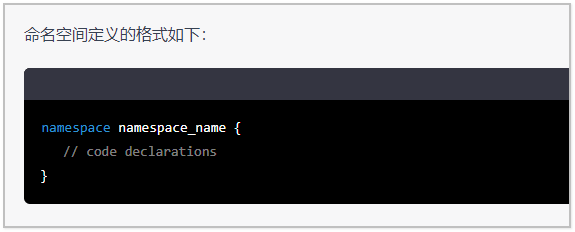 命名空间定义的格式如下：
namespace namespace_name {
// code declarations
}